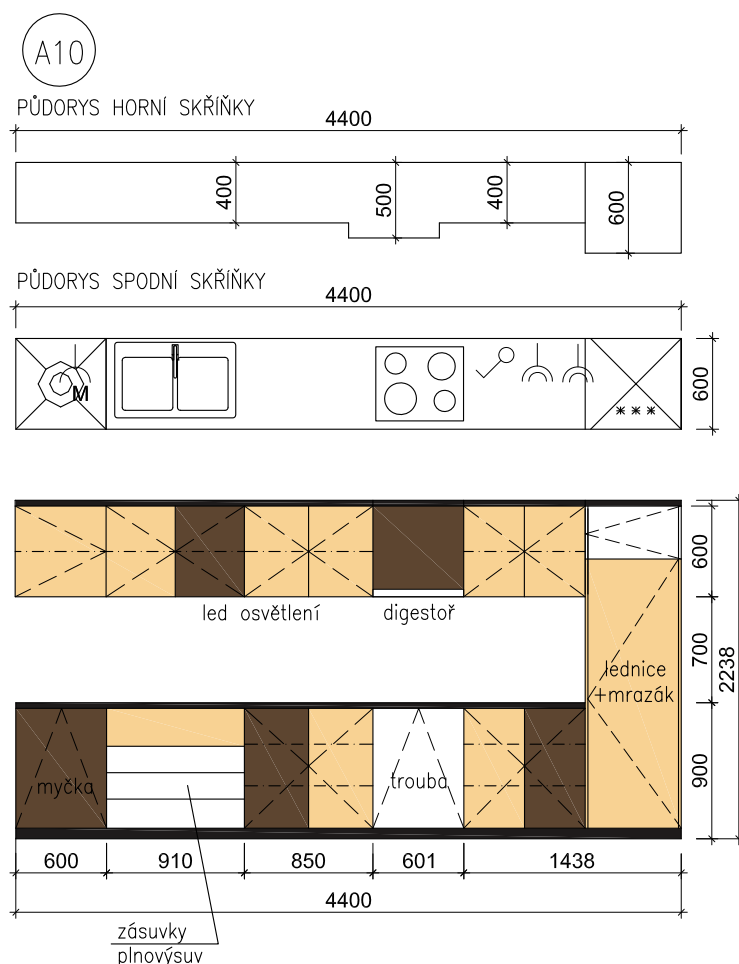 A10
PŮDORYS HORNÍ SKŘÍŇKY
4400
400
500
400
600
PŮDORYS SPODNÍ SKŘÍŇKY
4400
M
***
600
600
led osvětlení
digestoř
700
2238
lednice
+mrazák
myčka
trouba
900
600
910
850
601
1438
4400
zásuvky
plnovýsuv